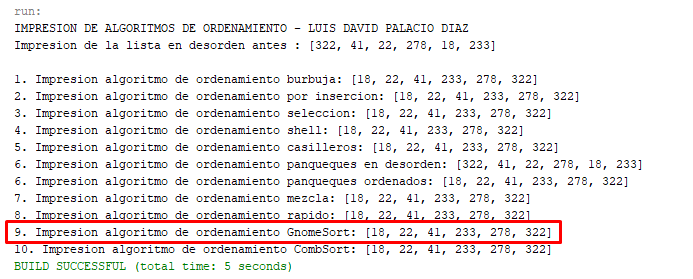 run:
IMPRESION DE ALGORITMOS DE ORDENAMIENTO - LUIS DAVID PALACIO DIAZ
Impresion de la lista en desorden antes : [322, 41, 22, 278, 18, 233]
1. Impresion algoritmo de ordenamiento burbuja: [18, 22, 41, 233, 278, 322]
2. Impresion algoritmo de ordenamiento por insercion: [18, 22, 41, 233, 278, 322]
3. Impresion algoritmo de ordenamiento seleccion: [18, 22, 41, 233, 278, 322]
4. Impresion algoritmo de ordenamiento shell: [18, 22, 41, 233, 278, 322]
5. Impresion algoritmo de ordenamiento casilleros: [18, 22, 41, 233, 278, 322]
6. Impresion algoritmo de ordenamiento panqueques en desorden: [322, 41, 22, 278, 18, 233]
6. Impresion algoritmo de ordenamiento panqueques ordenados: [18, 22, 41, 233, 278, 322]
7. Impresion algoritmo de ordenamiento mezcla: [18, 22, 41, 233, 278, 322]
8. Impresion algoritmo de ordenamiento rapido: [18, 22, 41, 233, 278, 322]
9. Impresion algoritmo de ordenamiento GnomeSort: [18, 22, 41, 233, 278, 322]
10. Impresion algoritmo de ordenamiento CombSort: [18, 22, 41, 233, 278, 322]
BUILD SUCCESSFUL (total time: 5 seconds)